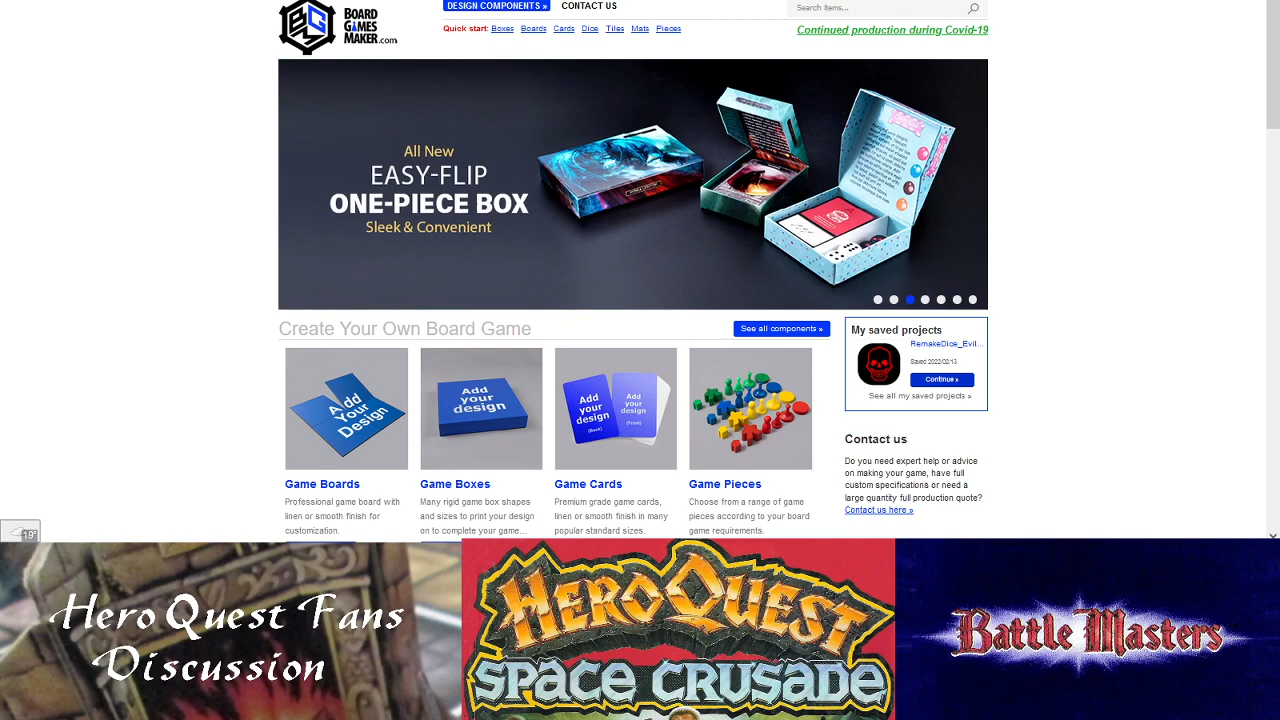 BOARD
GAMES
MAKER.com
DESIGN COMPONENTS » CONTACT US
Search items...
Quick start: Boxes Boards Cards Dice Tiles Mats Pieces
Continued production during Covid-19
All New
EASY-FLIP
ONE-PIECE BOX
Sleek & Convenient
Create Your Own Board Game
See all components »
My saved projects
RemakeDice_Evil...
Saved 2022/02/13
Continue »
See all my saved projects »
Add
Your
Design
Add
your
design
Add
your
design
(Back)
Add
your
design
(Front)
Game Boards
Professional game board with
linen or smooth finish for
customization.
Game Boxes
Many rigid game box shapes
and sizes to print your design
on to complete your game...
Game Cards
Premium grade game cards,
linen or smooth finish in many
popular standard sizes.
Game Pieces
Choose from a range of game
pieces according to your board
game requirements.
Contact us
Do you need expert help or advice
on making your game, have full
custom specifications or need a
large quantity full production quote?
Contact us here »
19°
Hero Quest Fans
Discussion
HEROQUEST
SPACE CRUSADE
Battle Masters